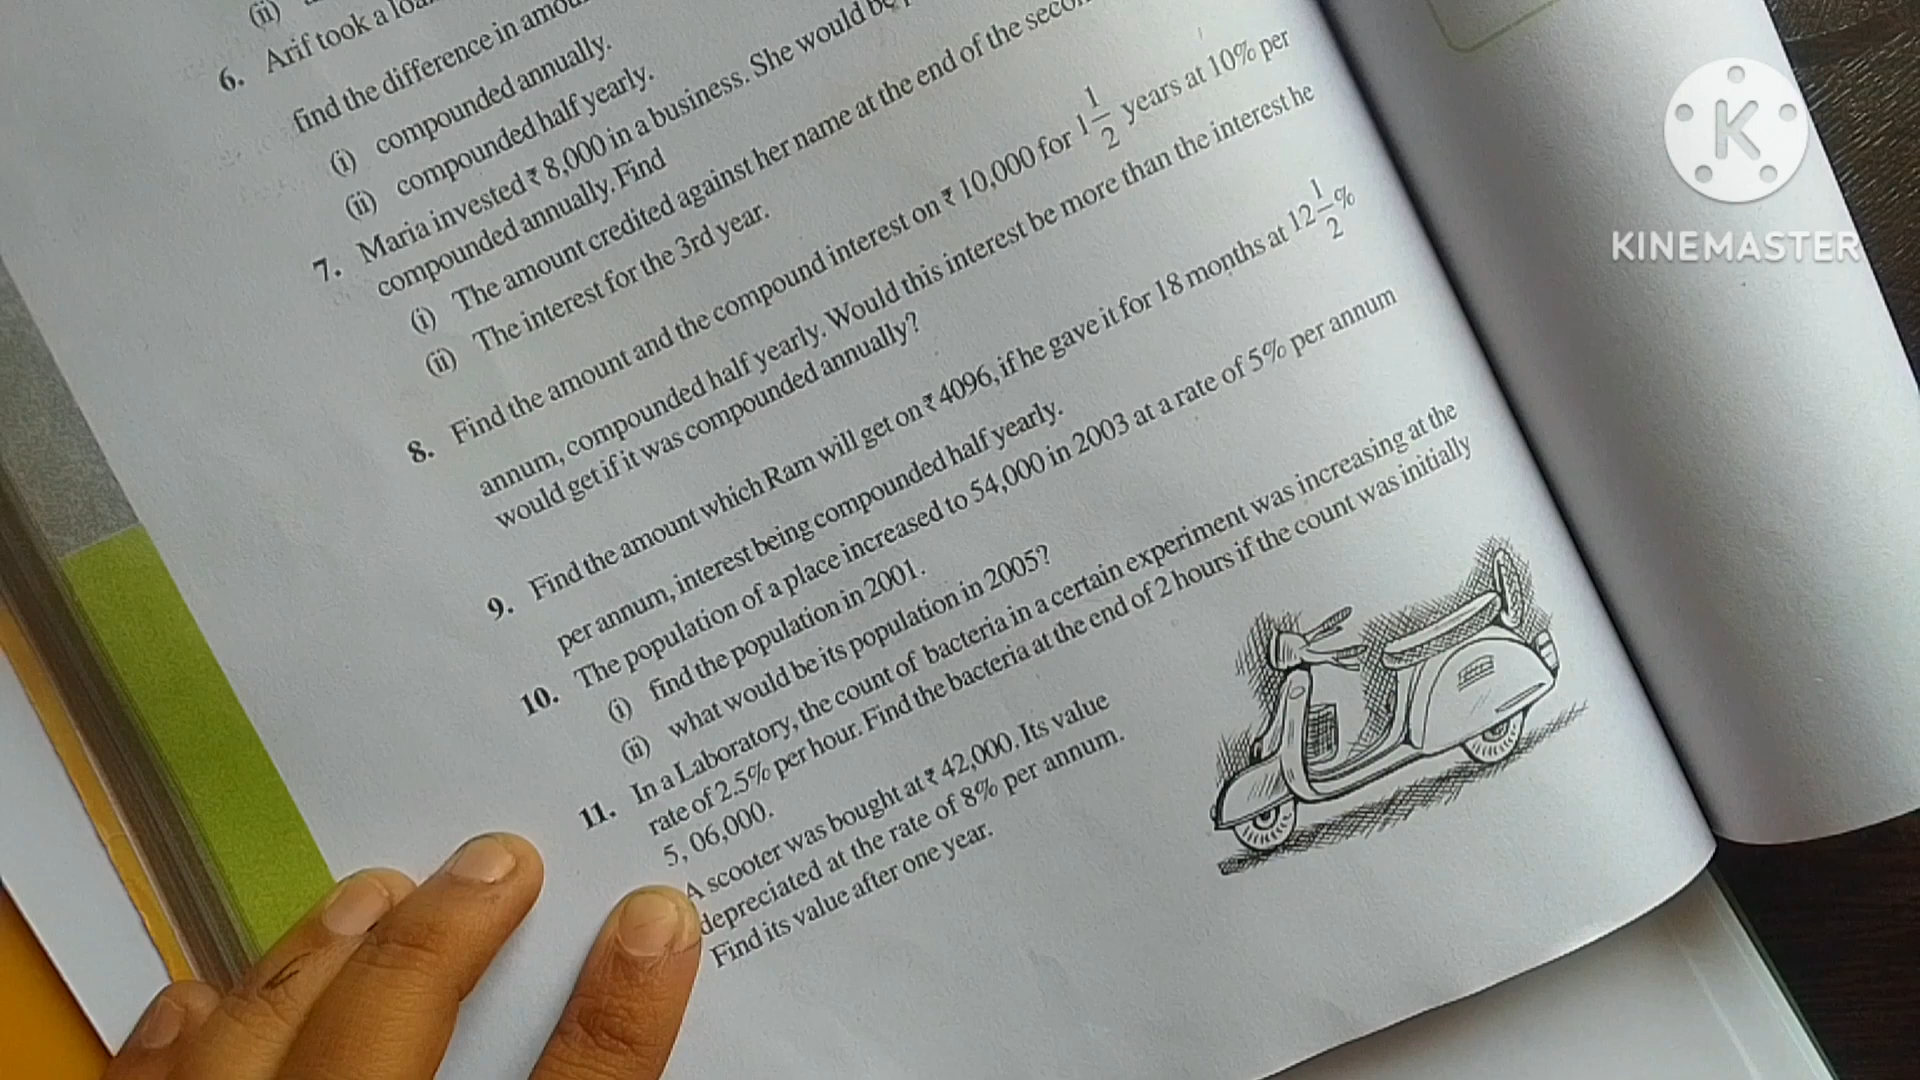 (ii)
6. Arif took a loa
find the difference in amou
(i) compounded annually.
(ii) compounded half yearly.
7. Maria invested ₹ 8,000 in a business. She would be
compounded annually. Find
(i) The amount credited against her name at the end of the secon
(ii) The interest for the 3rd year.
8. Find the amount and the compound interest on ₹ 10,000 for 1 1/2 years at 10% per
annum, compounded half yearly. Would this interest be more than the interest he
would get if it was compounded annually?
9. Find the amount which Ram will get on ₹ 4096, if he gave it for 18 months at 12 1/2%
per annum, interest being compounded half yearly.
10. The population of a place increased to 54,000 in 2003 at a rate of 5% per annum
(i) find the population in 2001.
(ii) what would be its population in 2005?
11. In a Laboratory, the count of bacteria in a certain experiment was increasing at the
rate of 2.5% per hour. Find the bacteria at the end of 2 hours if the count was initially
5, 06,000.
A scooter was bought at ₹ 42,000. Its value
depreciated at the rate of 8% per annum.
Find its value after one year.
K
KINEMASTER